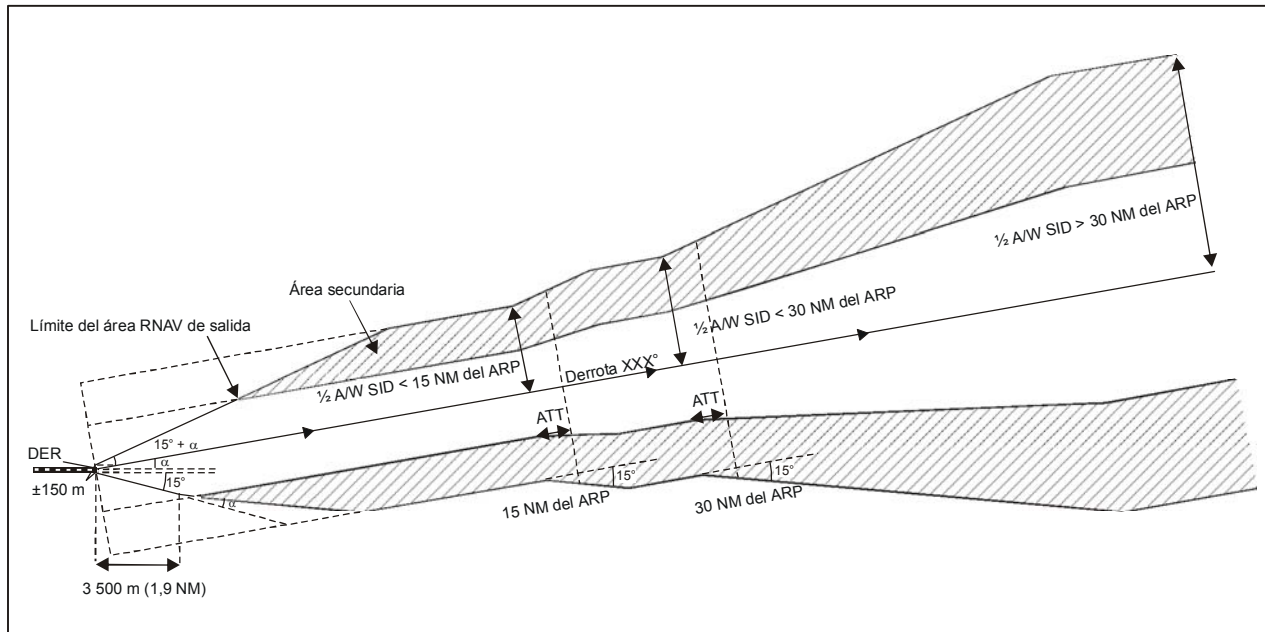 ½ A/W SID > 30 NM del ARP
Área secundaria
Límite del área RNAV de salida
½ A/W SID < 30 NM del ARP
½ A/W SID < 15 NM del ARP
Derrota XXX°
ATT
ATT
15° + α
DER
α
15°
±150 m
α
15°
15°
15 NM del ARP
30 NM del ARP
3 500 m (1,9 NM)